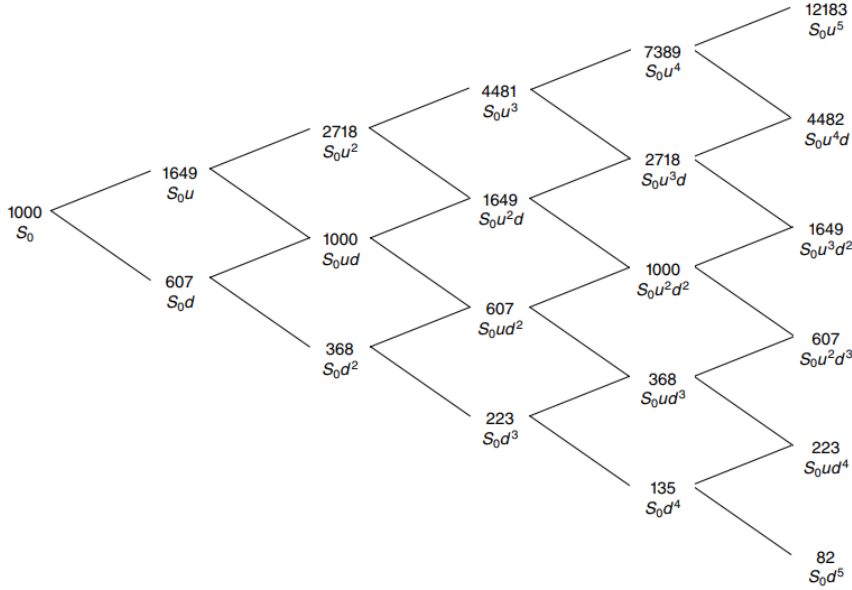 1000
S₀
1649
S₀u
607
S₀d
2718
S₀u²
1000
S₀ud
368
S₀d²
4481
S₀u³
1649
S₀u²d
607
S₀ud²
223
S₀d³
7389
S₀u⁴
2718
S₀u³d
1000
S₀u²d²
368
S₀ud³
135
S₀d⁴
12183
S₀u⁵
4482
S₀u⁴d
1649
S₀u³d²
607
S₀u²d³
223
S₀ud⁴
82
S₀d⁵